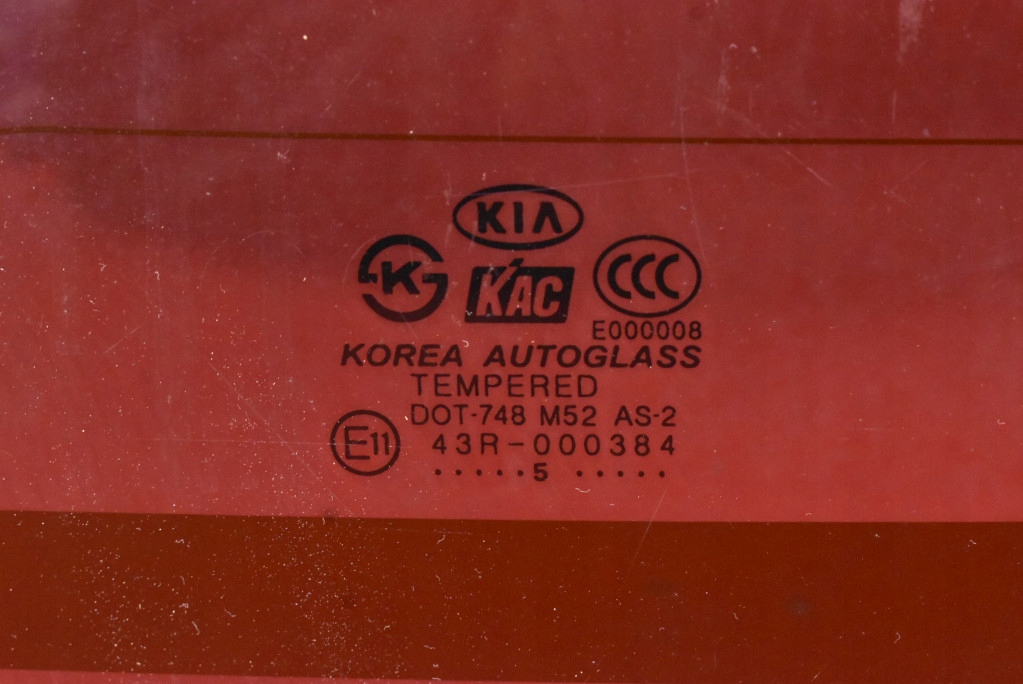 KIA
K
KAC
CCC
E000008
KOREA AUTOGLASS
TEMPERED
DOT-748 M52 AS-2
E11
43R-000384
.....5 .....